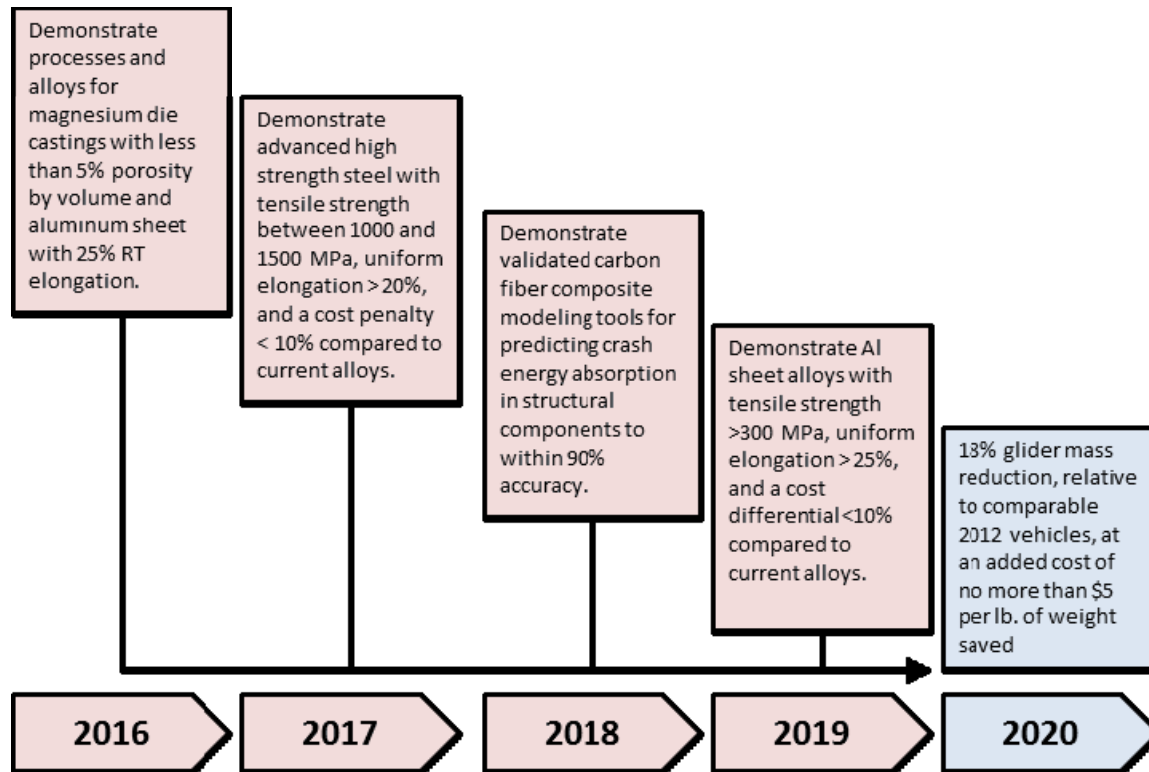 Demonstrate
processes and
alloys for
magnesium die
castings with less
than 5% porosity
by volume and
aluminum sheet
with 25% RT
elongation.
Demonstrate
advanced high
strength steel with
tensile strength
between 1000 and
1500 MPa, uniform
elongation > 20%,
and a cost penalty
< 10% compared to
current alloys.
Demonstrate
validated carbon
fiber composite
modeling tools for
predicting crash
energy absorption
in structural
components to
within 90%
accuracy.
Demonstrate Al
sheet alloys with
tensile strength
>300 MPa, uniform
elongation > 25%,
and a cost
differential <10%
compared to
current alloys.
18% glider mass
reduction, relative
to comparable
2012 vehicles, at
an added cost of
no more than $5
per lb. of weight
saved
2016
2017
2018
2019
2020